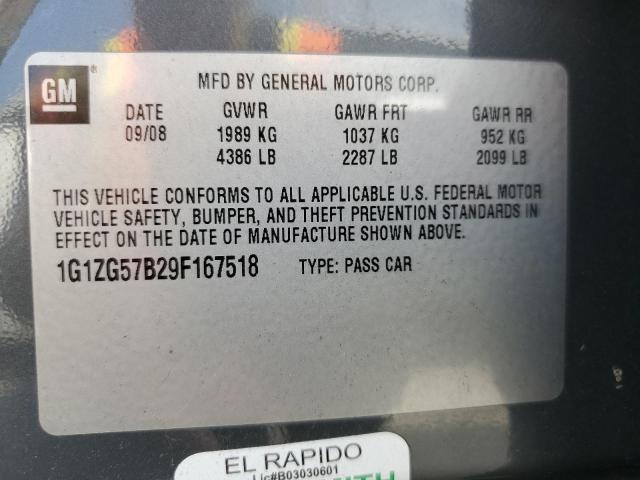 GM ®
MFD BY GENERAL MOTORS CORP.
DATE GVWR GAWR FRT GAWR RR
09/08 1989 KG 1037 KG 952 KG
4386 LB 2287 LB 2099 LB
THIS VEHICLE CONFORMS TO ALL APPLICABLE U.S. FEDERAL MOTOR
VEHICLE SAFETY, BUMPER, AND THEFT PREVENTION STANDARDS IN
EFFECT ON THE DATE OF MANUFACTURE SHOWN ABOVE.
1G1ZG57B29F167518 TYPE: PASS CAR
EL RAPIDO
Lic#B03030601